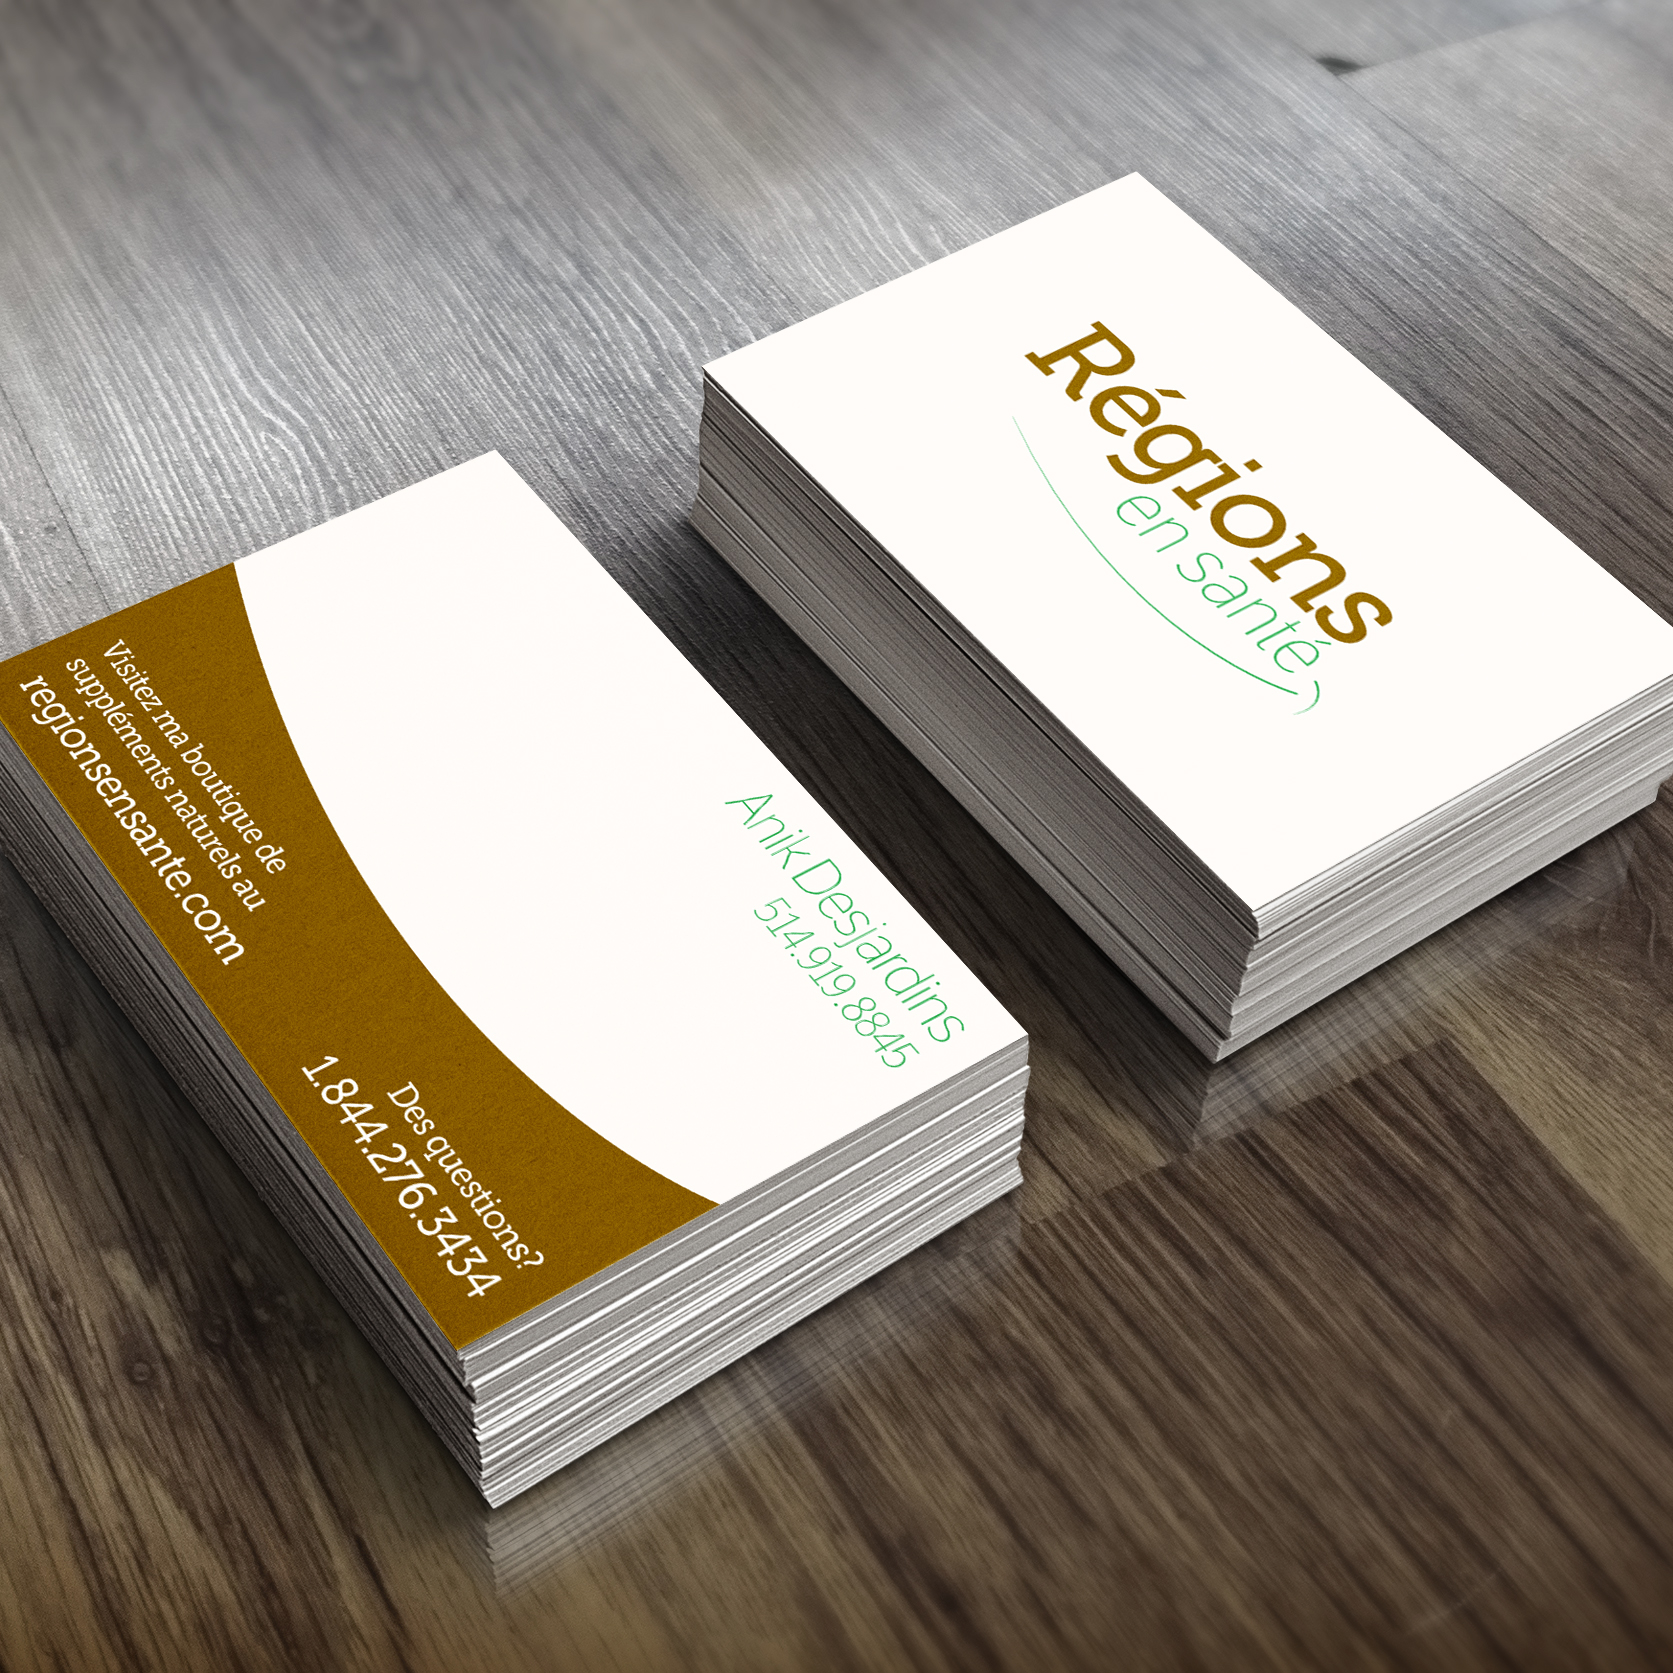 Régions
en santé
Anik Desjardins
514.919.8845
Visitez ma boutique de
suppléments naturels au
regionsensante.com
Des questions?
1.844.276.3434